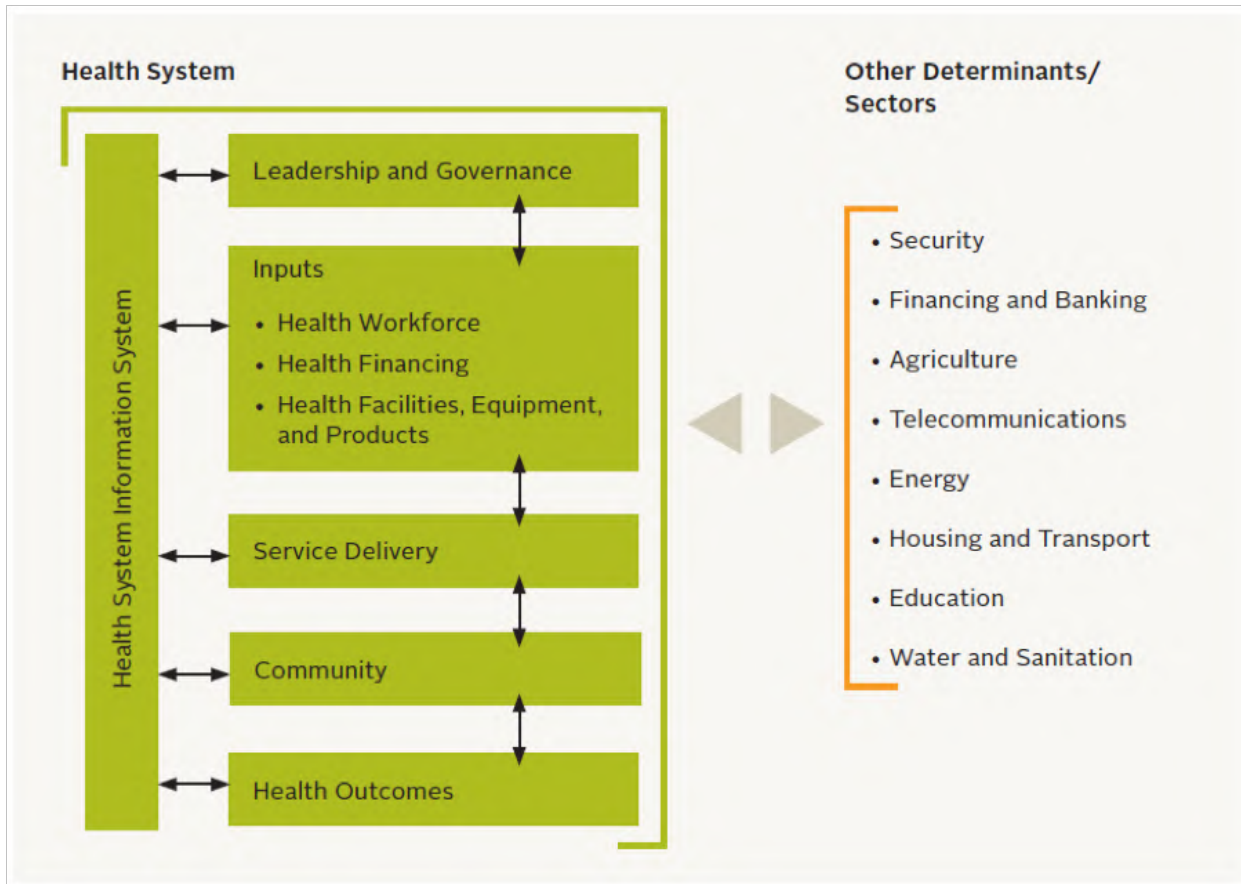 Health System
Health System Information System
Leadership and Governance
Inputs
• Health Workforce
• Health Financing
• Health Facilities, Equipment,
and Products
Service Delivery
Community
Health Outcomes
Other Determinants/
Sectors
• Security
• Financing and Banking
• Agriculture
• Telecommunications
• Energy
• Housing and Transport
• Education
• Water and Sanitation